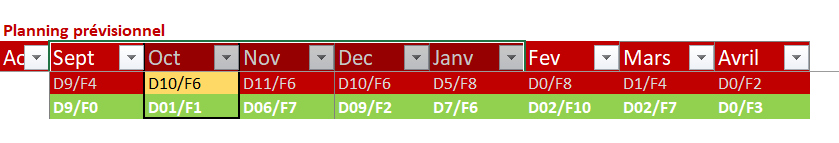 Planning prévisionnel
Ac Sept Oct Nov Dec Janv Fev Mars Avril
D9/F4 D10/F6 D11/F6 D10/F6 D5/F8 D0/F8 D1/F4 D0/F2
D9/F0 D01/F1 D06/F7 D09/F2 D7/F6 D02/F10 D02/F7 D0/F3